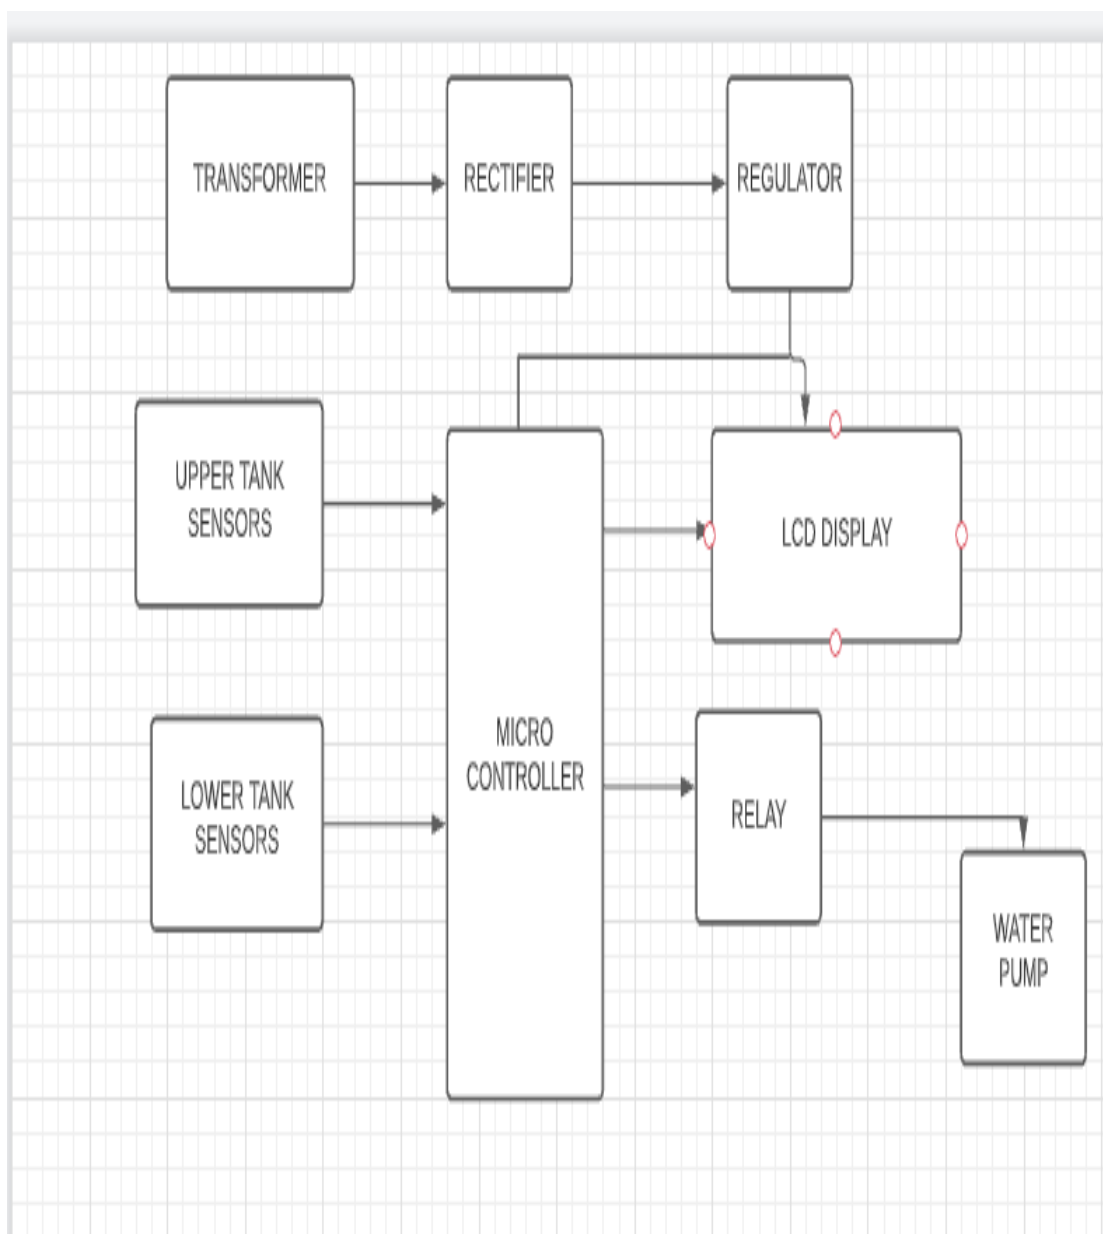 TRANSFORMER
RECTIFIER
REGULATOR
UPPER TANK
SENSORS
LCD DISPLAY
MICRO
CONTROLLER
LOWER TANK
SENSORS
RELAY
WATER
PUMP